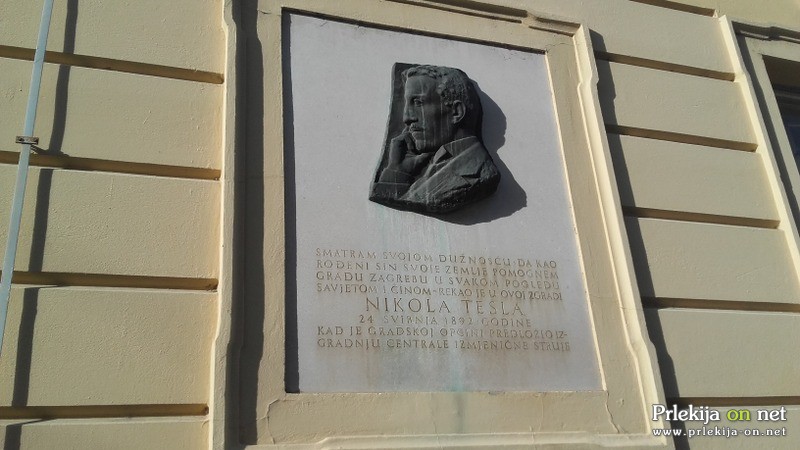 SMATRAM SVOJOM DUŽNOSĆU DA KAO
ROĐENI SIN SVOJE ZEMLJE POMOGNEM
GRADU ZAGREBU U SVAKOM POGLEDU
SAVJETOM I ČINOM-REKAO JE U OVOJ ZGRADI
NIKOLA TESLA
24 SVIBNJA 1892 GODINE
KAD JE GRADSKOJ OPĆINI PREDLOŽIO IZ-
GRADNJU CENTRALE IZMJENIČNE STRUJE
Prlekija on net
www.prlekija-on.net